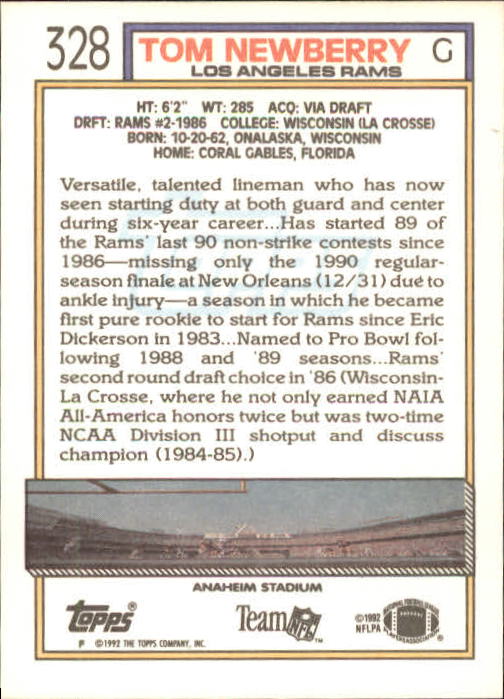 328
TOM NEWBERRY G
LOS ANGELES RAMS
HT: 6'2" WT: 285 ACQ: VIA DRAFT
DRFT: RAMS #2-1986 COLLEGE: WISCONSIN (LA CROSSE)
BORN: 10-20-62, ONALASKA, WISCONSIN
HOME: CORAL GABLES, FLORIDA
Versatile, talented lineman who has now
seen starting duty at both guard and center
during six-year career...Has started 89 of
the Rams' last 90 non-strike contests since
1986—missing only the 1990 regular-
season finale at New Orleans (12/31) due to
ankle injury—a season in which he became
first pure rookie to start for Rams since Eric
Dickerson in 1983...Named to Pro Bowl fol-
lowing 1988 and '89 seasons...Rams'
second round draft choice in '86 (Wisconsin-
La Crosse, where he not only earned NAIA
All-America honors twice but was two-time
NCAA Division III shotput and discuss
champion (1984-85).)
ANAHEIM STADIUM
Topps®
F ©1992 THE TOPPS COMPANY, INC.
Team NFL™
©1992
NFLPA